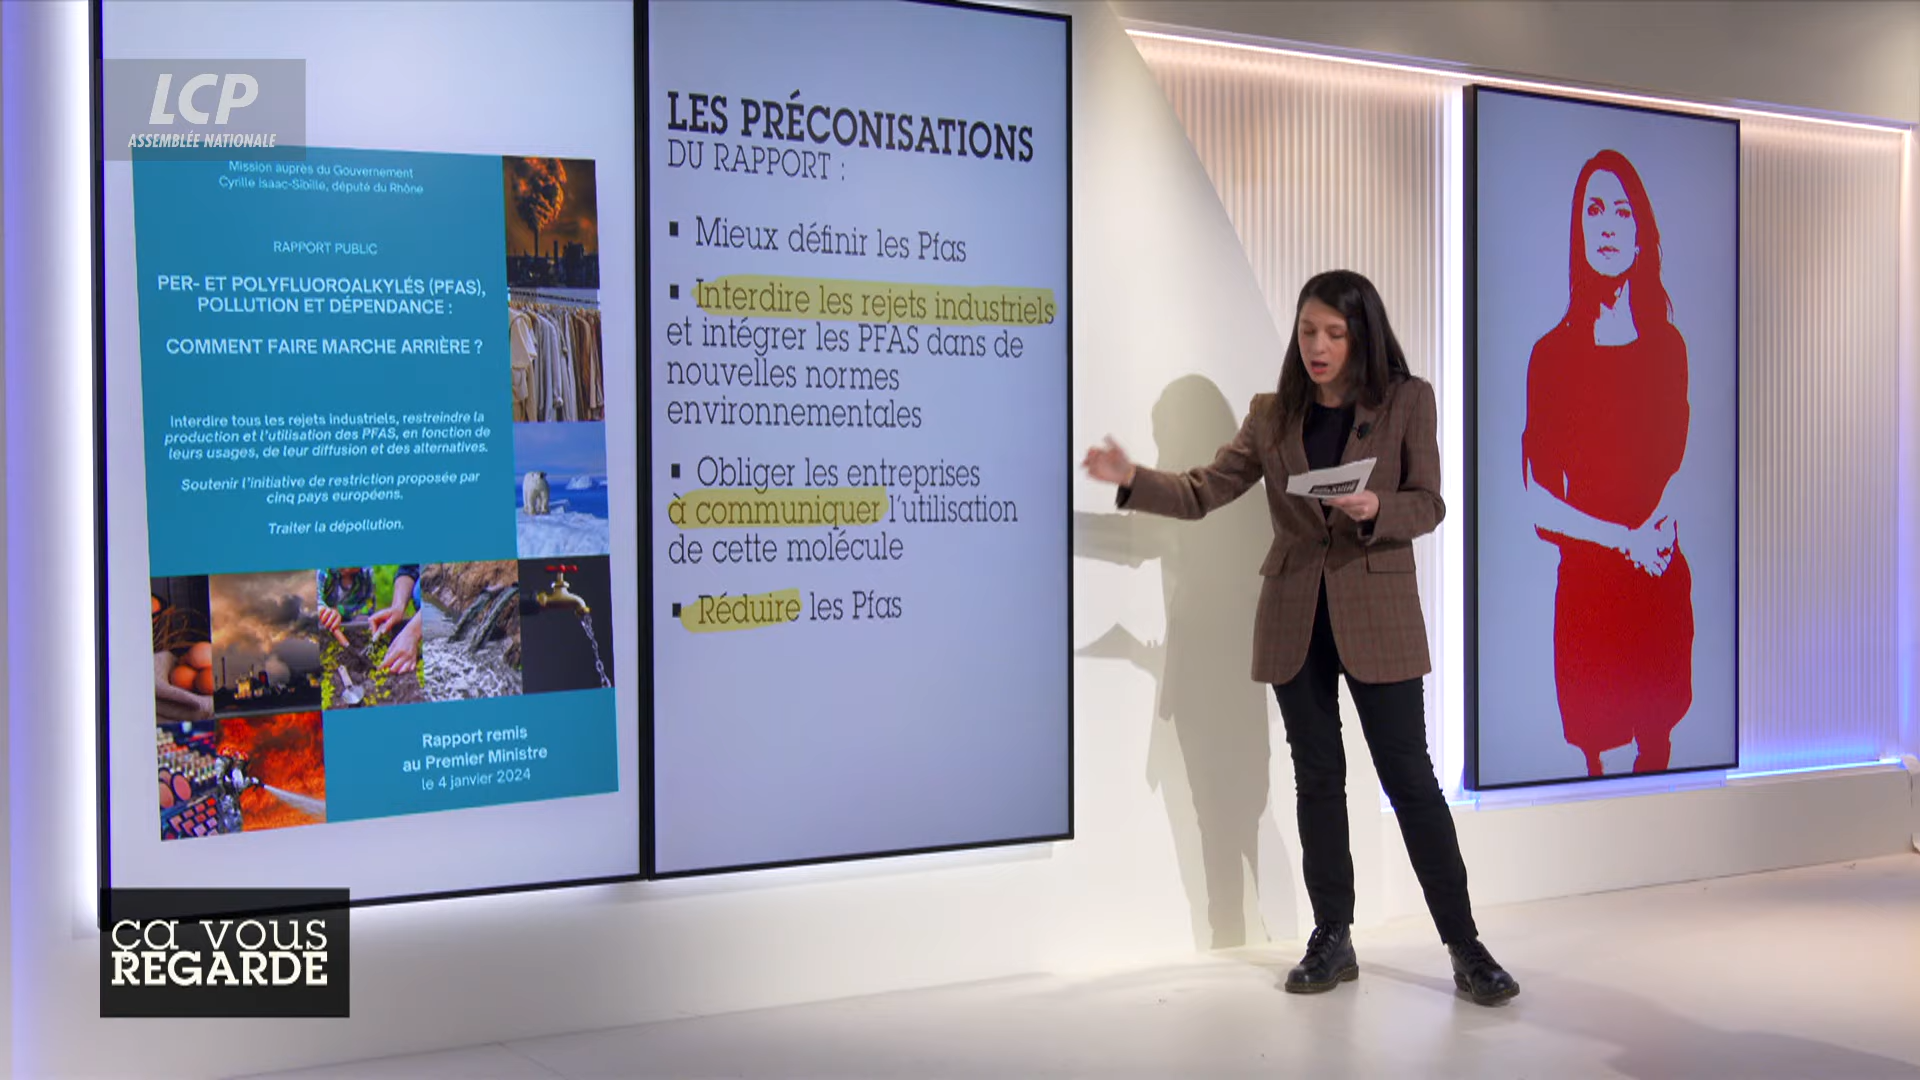 LCP
ASSEMBLÉE NATIONALE
Mission auprès du Gouvernement
Cyrille Isaac-Sibille, député du Rhône
RAPPORT PUBLIC
PER- ET POLYFLUOROALKYLÉS (PFAS),
POLLUTION ET DÉPENDANCE :
COMMENT FAIRE MARCHE ARRIÈRE ?
Interdire tous les rejets industriels, restreindre la
production et l'utilisation des PFAS, en fonction de
leurs usages, de leur diffusion et des alternatives.
Soutenir l'initiative de restriction proposée par
cinq pays européens.
Traiter la dépollution.
Rapport remis
au Premier Ministre
le 4 janvier 2024
LES PRÉCONISATIONS
DU RAPPORT :
▪ Mieux définir les Pfas
▪ Interdire les rejets industriels
et intégrer les PFAS dans de
nouvelles normes
environnementales
▪ Obliger les entreprises
à communiquer l'utilisation
de cette molécule
▪ Réduire les Pfas
ça vous
REGARDE